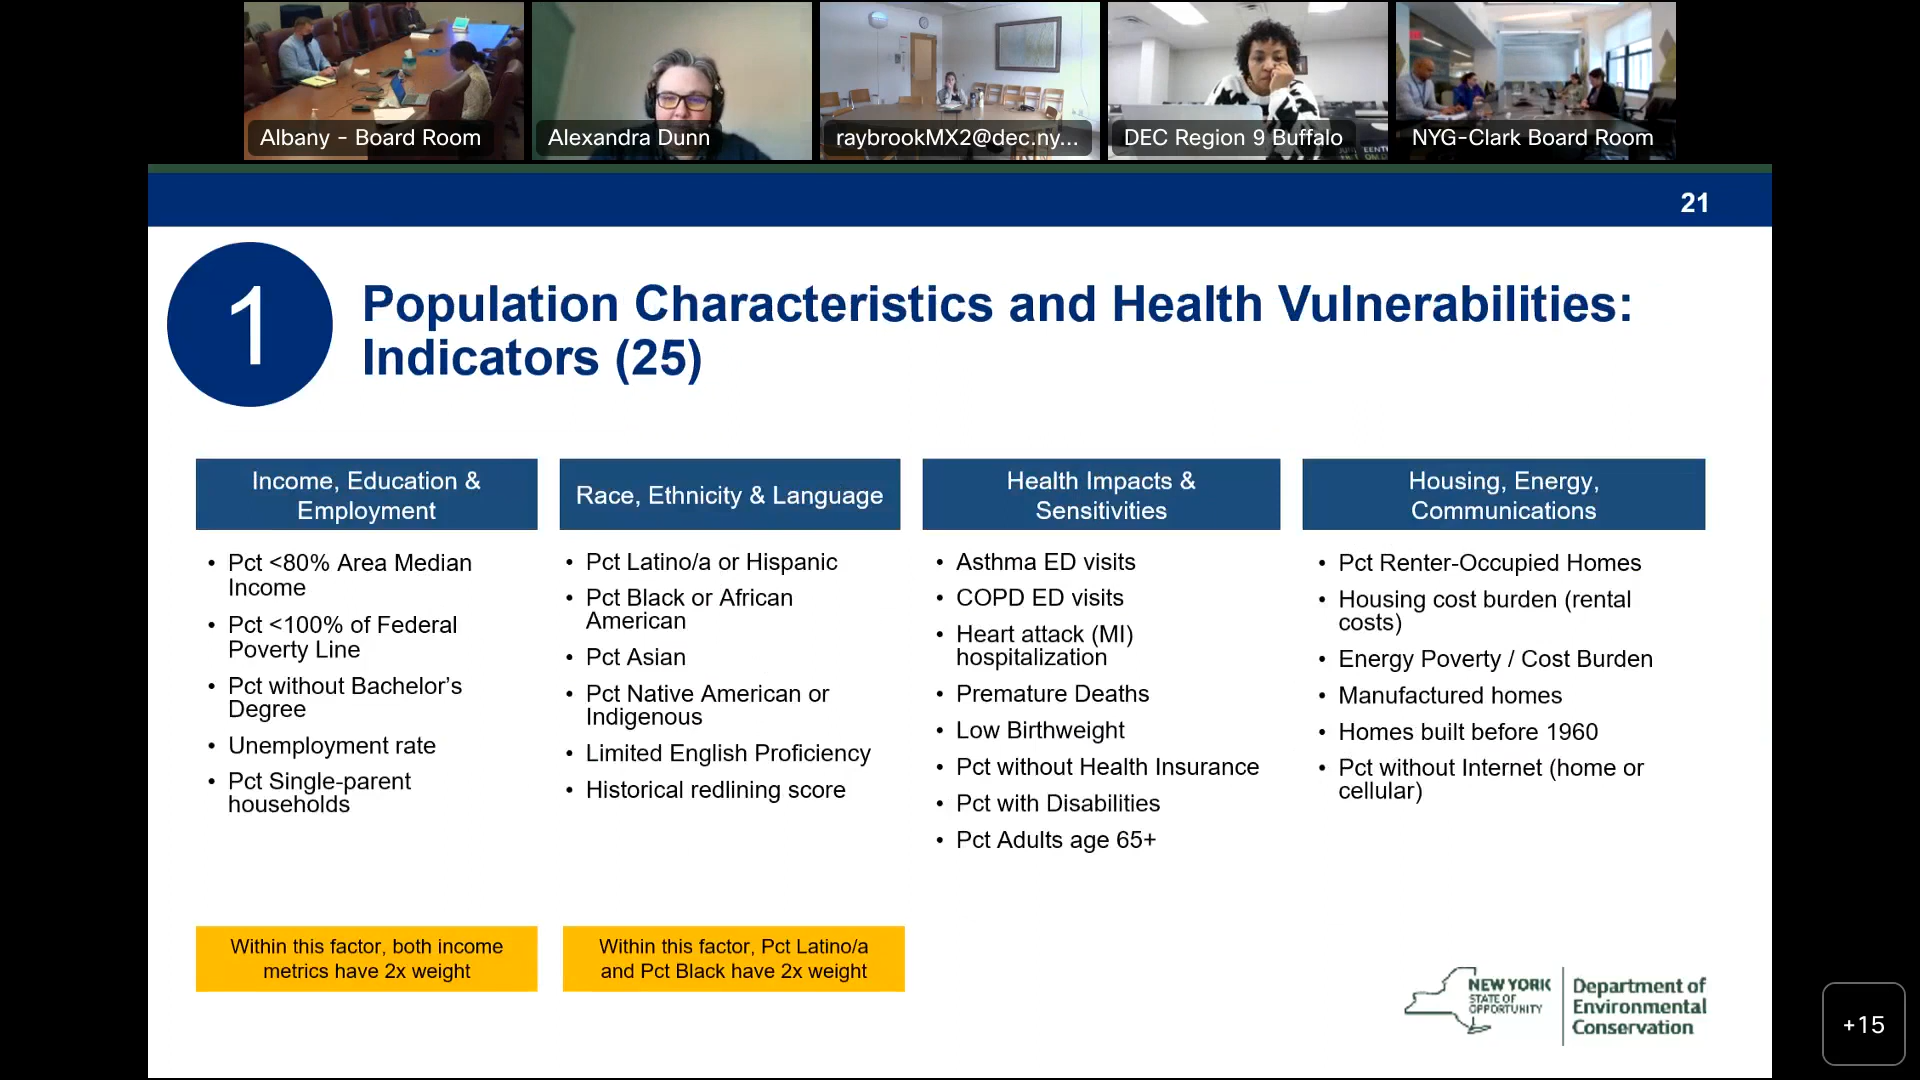 Albany - Board Room
Alexandra Dunn
raybrookMX2@dec.ny...
DEC Region 9 Buffalo
NYG-Clark Board Room
21
1
Population Characteristics and Health Vulnerabilities:
Indicators (25)
Income, Education &
Employment
• Pct <80% Area Median
Income
• Pct <100% of Federal
Poverty Line
• Pct without Bachelor’s
Degree
• Unemployment rate
• Pct Single-parent
households
Within this factor, both income
metrics have 2x weight
Race, Ethnicity & Language
• Pct Latino/a or Hispanic
• Pct Black or African
American
• Pct Asian
• Pct Native American or
Indigenous
• Limited English Proficiency
• Historical redlining score
Within this factor, Pct Latino/a
and Pct Black have 2x weight
Health Impacts &
Sensitivities
• Asthma ED visits
• COPD ED visits
• Heart attack (MI)
hospitalization
• Premature Deaths
• Low Birthweight
• Pct without Health Insurance
• Pct with Disabilities
• Pct Adults age 65+
Housing, Energy,
Communications
• Pct Renter-Occupied Homes
• Housing cost burden (rental
costs)
• Energy Poverty / Cost Burden
• Manufactured homes
• Homes built before 1960
• Pct without Internet (home or
cellular)
NEW YORK
STATE OF
OPPORTUNITY
Department of
Environmental
Conservation
+15